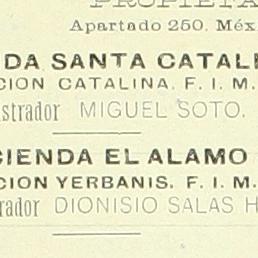 PROPIETA
Apartado 250, Méx
DA SANTA CATAL
CION CATALINA. F. I. M.
istrador MIGUEL SOTO.
CIENDA EL ALAMO
CION YERBANIS. F. I. M.
rador DIONISIO SALAS H